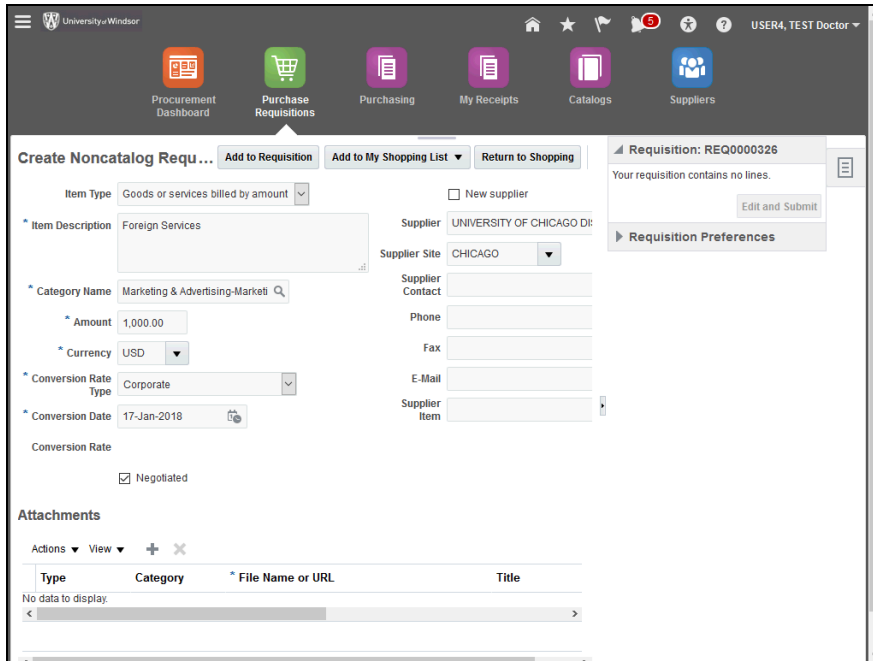 University of Windsor
5
USER4, TEST Doctor
Procurement Dashboard
Purchase Requisitions
Purchasing
My Receipts
Catalogs
Suppliers
Create Noncatalog Requ... Add to Requisition Add to My Shopping List Return to Shopping
Item Type Goods or services billed by amount
* Item Description Foreign Services
* Category Name Marketing & Advertising-Marketi
* Amount 1,000.00
* Currency USD
* Conversion Rate Type Corporate
* Conversion Date 17-Jan-2018
Conversion Rate
Negotiated
New supplier
Supplier UNIVERSITY OF CHICAGO DI
Supplier Site CHICAGO
Supplier Contact
Phone
Fax
E-Mail
Supplier Item
Requisition: REQ0000326
Your requisition contains no lines.
Edit and Submit
Requisition Preferences
Attachments
Actions View
Type Category * File Name or URL Title
No data to display.